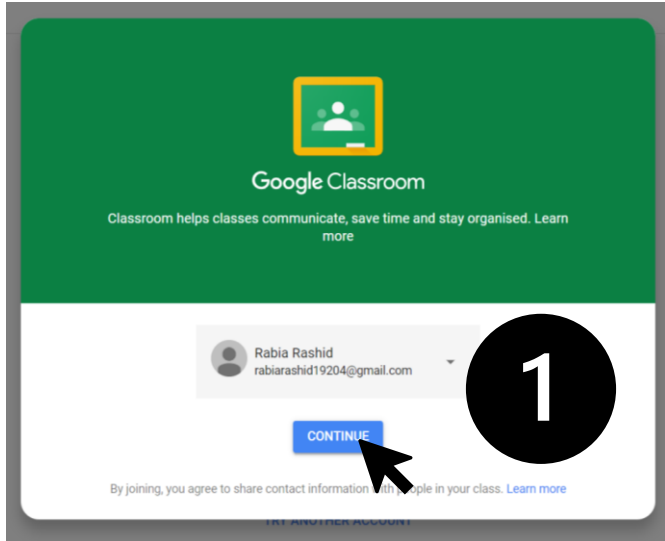 Google Classroom
Classroom helps classes communicate, save time and stay organised. Learn
more
Rabia Rashid
rabiarashid19204@gmail.com
1
CONTINUE
By joining, you agree to share contact information with people in your class. Learn more
TRY ANOTHER ACCOUNT